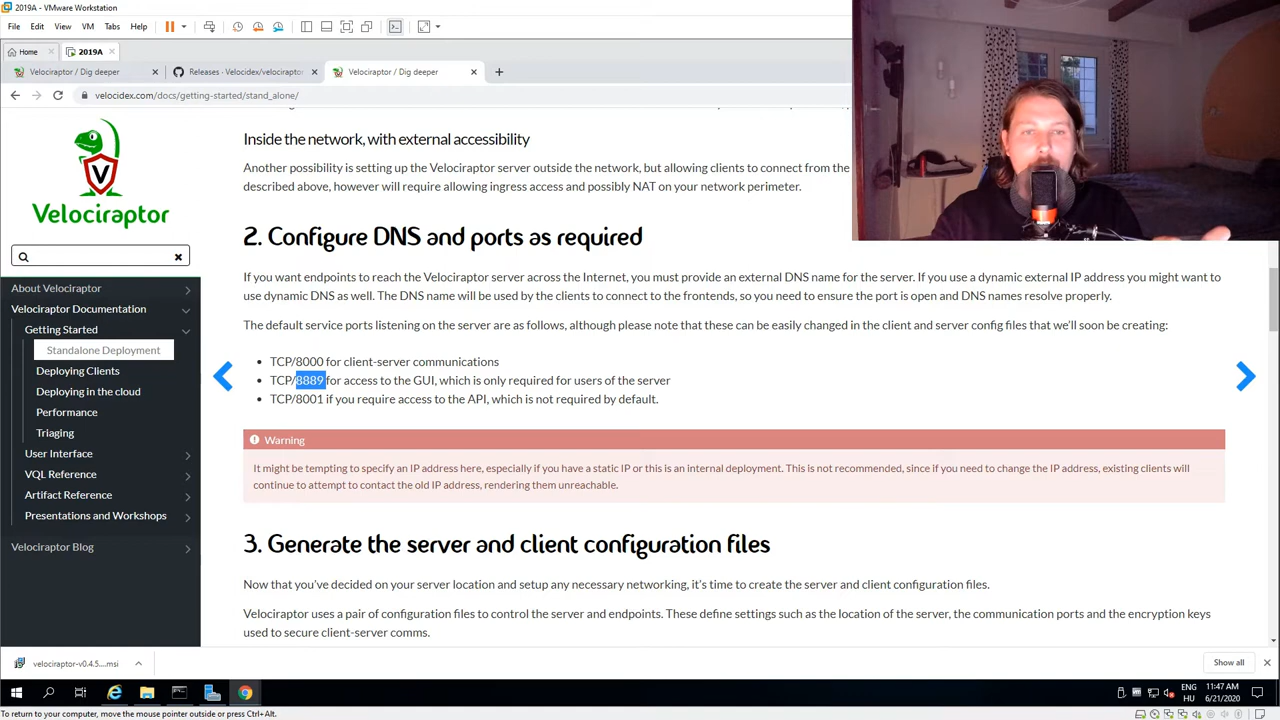 2019A - VMware Workstation
File Edit View VM Tabs Help
Home 2019A
Velociraptor / Dig deeper Releases · Velocidex/velociraptor Velociraptor / Dig deeper
velocidex.com/docs/getting-started/stand_alone/
Inside the network, with external accessibility
Another possibility is setting up the Velociraptor server outside the network, but allowing clients to connect from the
described above, however will require allowing ingress access and possibly NAT on your network perimeter.
V
Velociraptor
2. Configure DNS and ports as required
If you want endpoints to reach the Velociraptor server across the Internet, you must provide an external DNS name for the server. If you use a dynamic external IP address you might want to
use dynamic DNS as well. The DNS name will be used by the clients to connect to the frontends, so you need to ensure the port is open and DNS names resolve properly.
The default service ports listening on the server are as follows, although please note that these can be easily changed in the client and server config files that we'll soon be creating:
• TCP/8000 for client-server communications
• TCP/8889 for access to the GUI, which is only required for users of the server
• TCP/8001 if you require access to the API, which is not required by default.
Warning
It might be tempting to specify an IP address here, especially if you have a static IP or this is an internal deployment. This is not recommended, since if you need to change the IP address, existing clients will
continue to attempt to contact the old IP address, rendering them unreachable.
3. Generate the server and client configuration files
Now that you've decided on your server location and setup any necessary networking, it's time to create the server and client configuration files.
Velociraptor uses a pair of configuration files to control the server and endpoints. These define settings such as the location of the server, the communication ports and the encryption keys
used to secure client-server comms.
About Velociraptor
Velociraptor Documentation
Getting Started
Standalone Deployment
Deploying Clients
Deploying in the cloud
Performance
Triaging
User Interface
VQL Reference
Artifact Reference
Presentations and Workshops
Velociraptor Blog
velociraptor-v0.4.5....msi
Show all
ENG
HU
11:47 AM
6/21/2020
To return to your computer, move the mouse pointer outside or press Ctrl+Alt.